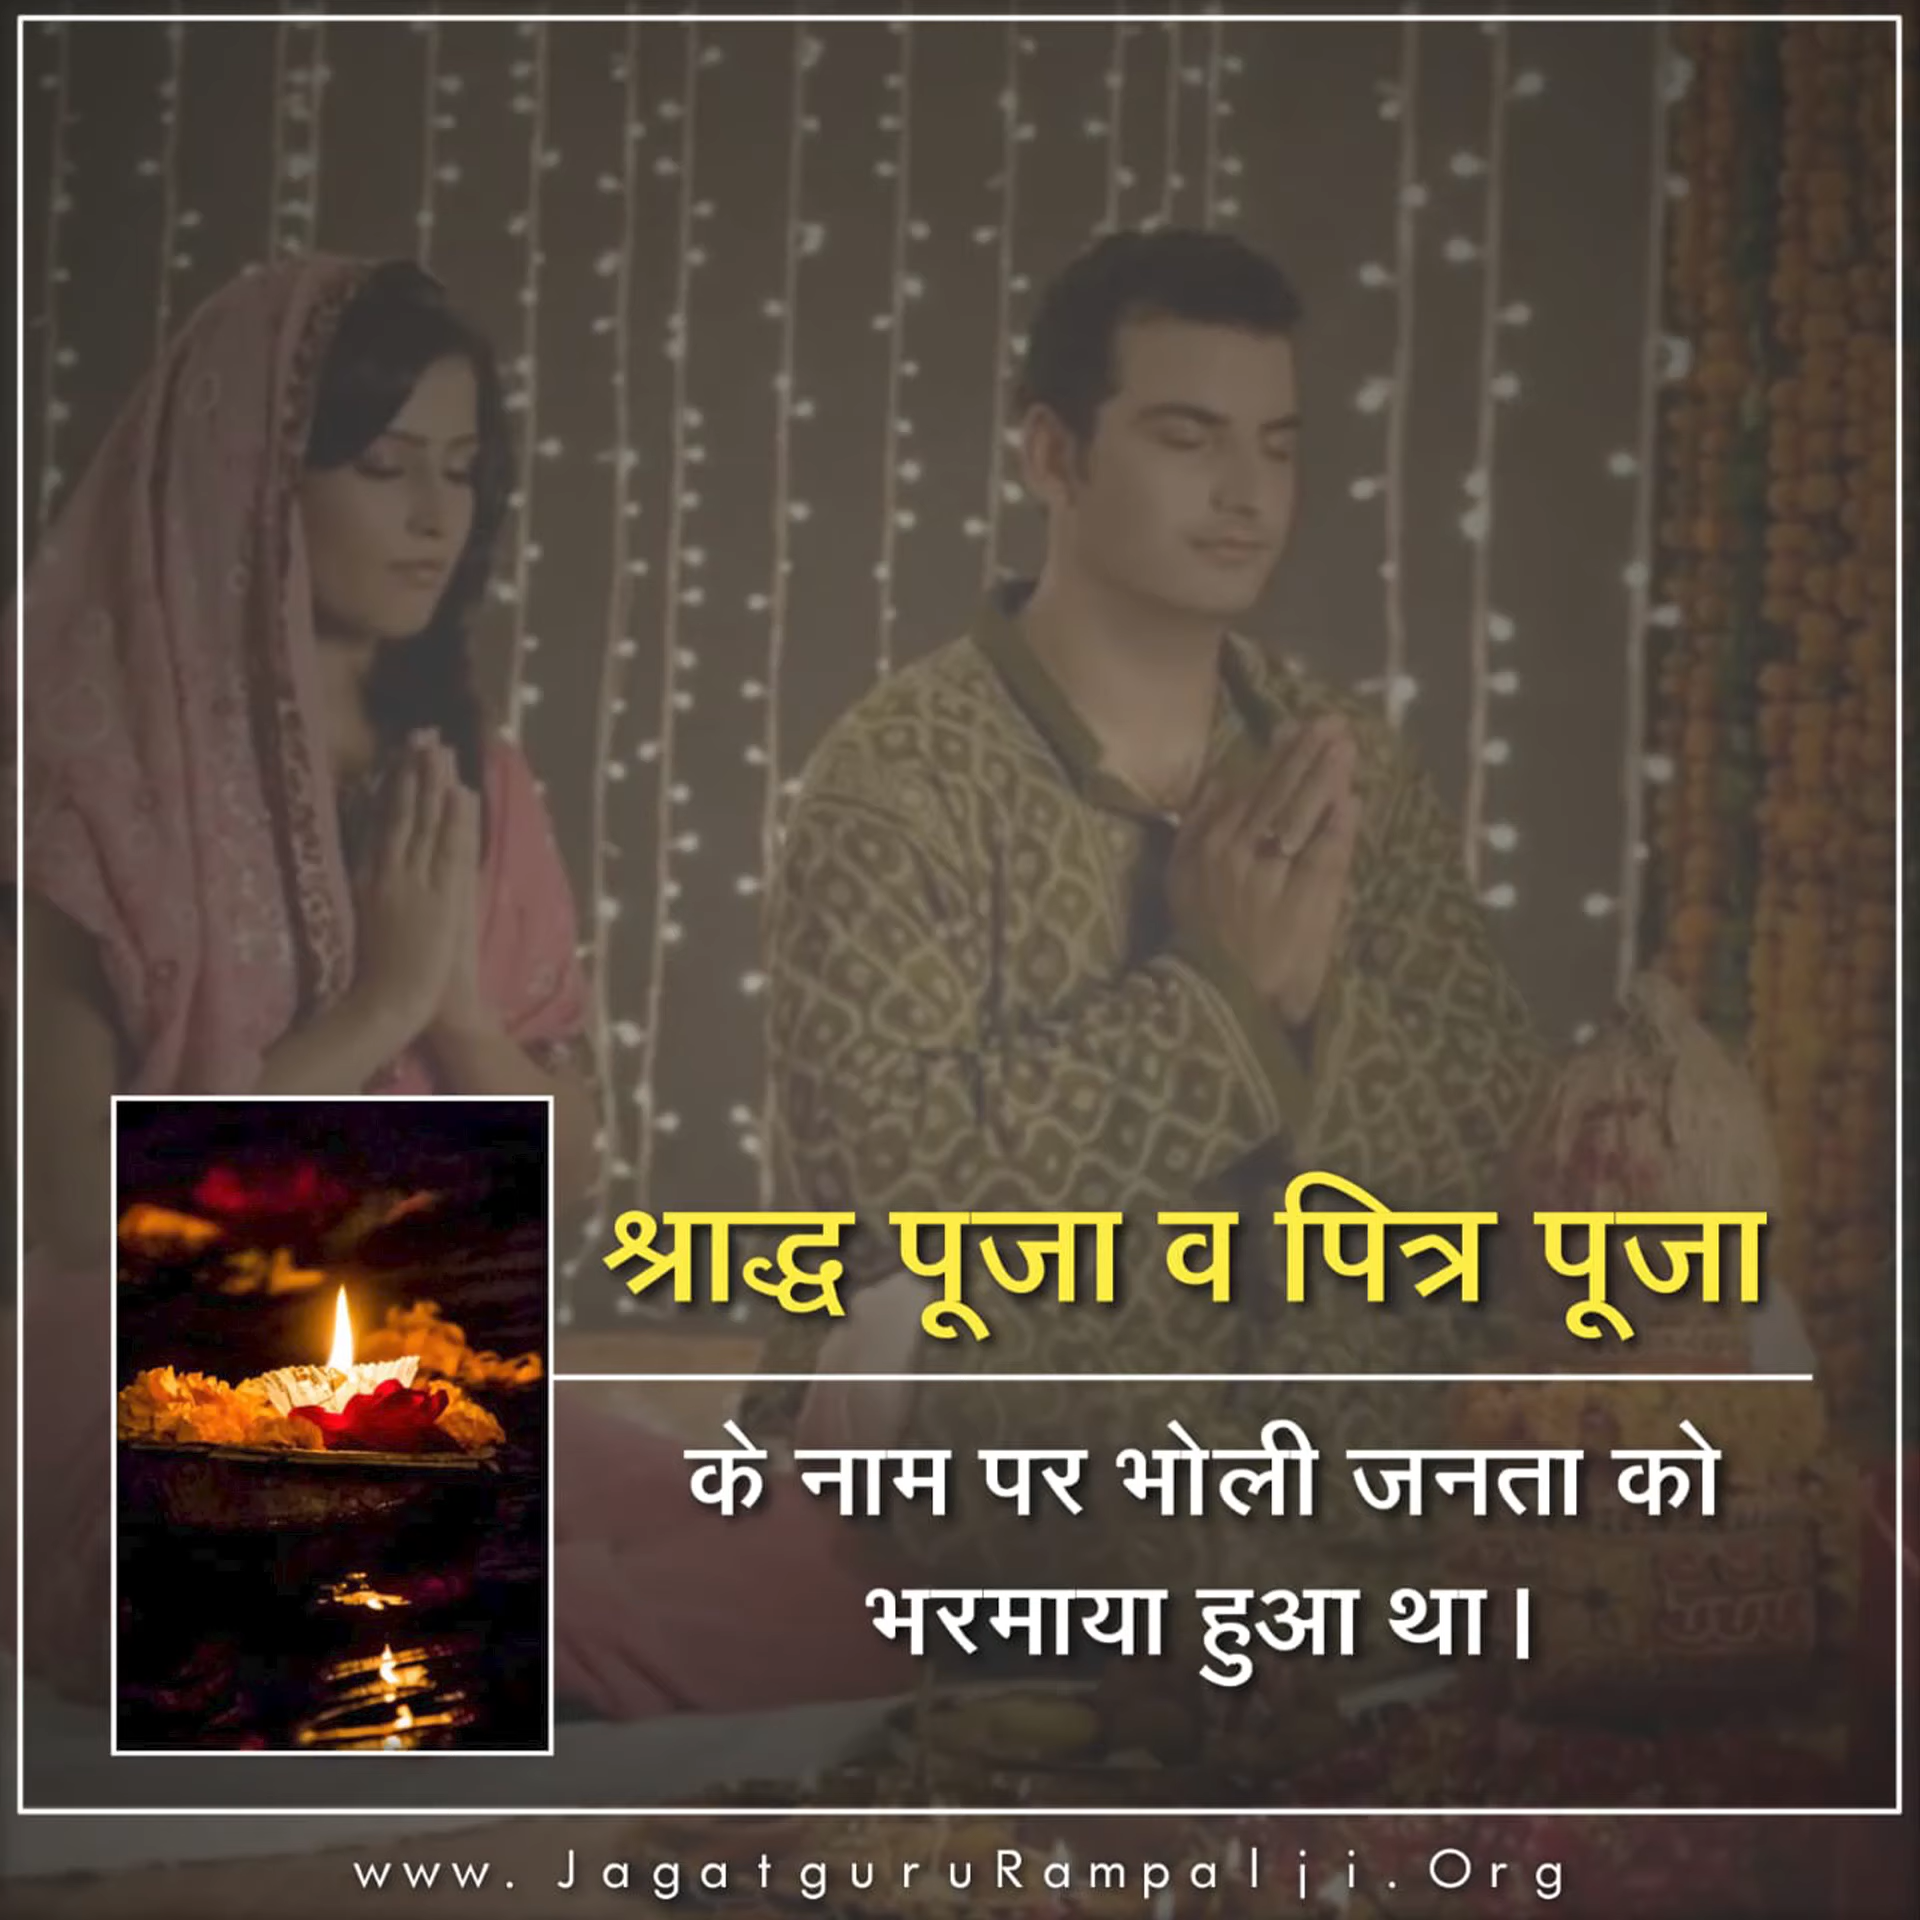 श्राद्ध पूजा व पित्र पूजा
के नाम पर भोली जनता को
भरमाया हुआ था।
www.JagatguruRampalji.Org